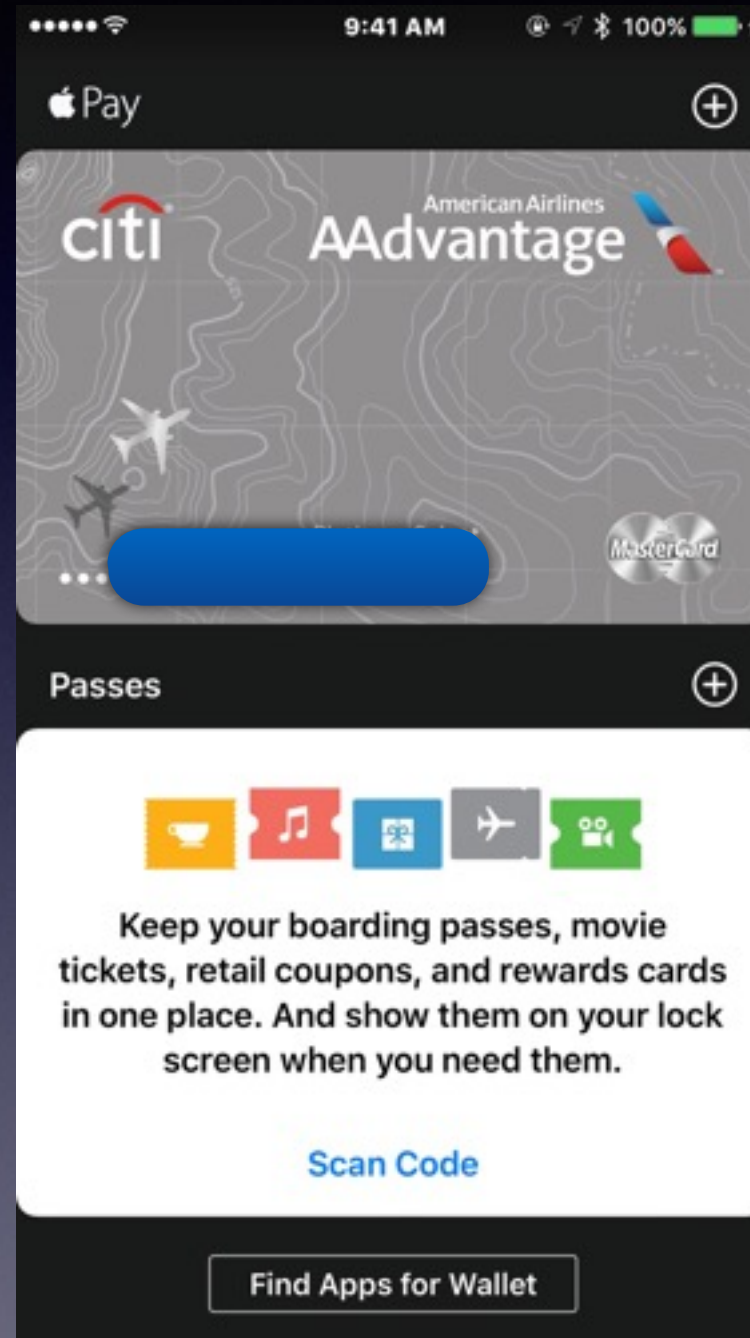 9:41 AM
100%
Pay
citi
American Airlines
AAdvantage
MasterCard
Passes
Keep your boarding passes, movie
tickets, retail coupons, and rewards cards
in one place. And show them on your lock
screen when you need them.
Scan Code
Find Apps for Wallet